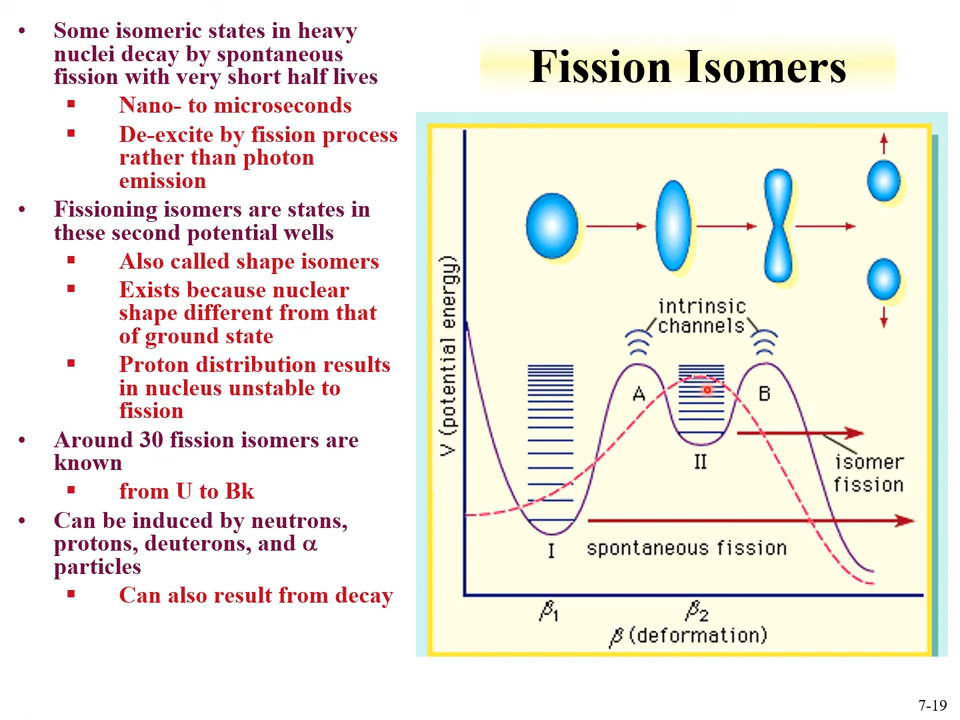 Fission Isomers
• Some isomeric states in heavy
nuclei decay by spontaneous
fission with very short half lives
▪ Nano- to microseconds
▪ De-excite by fission process
rather than photon
emission
• Fissioning isomers are states in
these second potential wells
▪ Also called shape isomers
▪ Exists because nuclear
shape different from that
of ground state
▪ Proton distribution results
in nucleus unstable to
fission
• Around 30 fission isomers are
known
▪ from U to Bk
• Can be induced by neutrons,
protons, deuterons, and α
particles
▪ Can also result from decay
V (potential energy)
intrinsic
channels
A
B
II
isomer
fission
I
spontaneous fission
β1
β2
β (deformation)
7-19